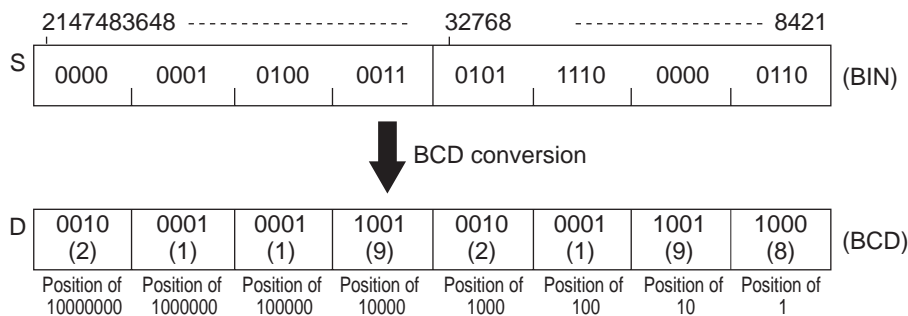 2147483648 ---------------------- 32768 ---------------- 8421
S 0000 0001 0100 0011 0101 1110 0000 0110 (BIN)
BCD conversion
D 0010 0001 0001 1001 0010 0001 1001 1000 (BCD)
(2) (1) (1) (9) (2) (1) (9) (8)
Position of Position of Position of Position of Position of Position of Position of Position of
10000000 1000000 100000 10000 1000 100 10 1